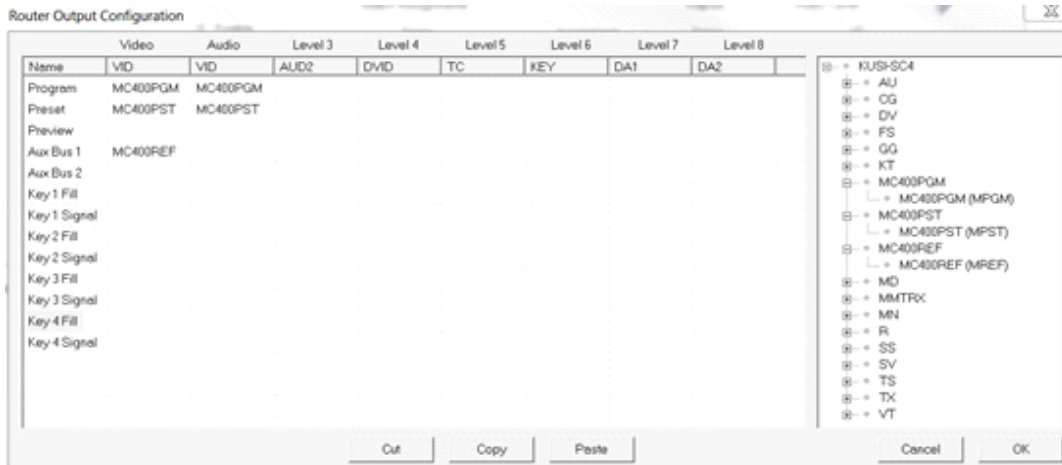 Router Output Configuration
Video Audio Level 3 Level 4 Level 5 Level 6 Level 7 Level 8
Name VID VID AUD2 DVID TC KEY DA1 DA2
Program MC400PGM MC400PGM
Preset MC400PST MC400PST
Preview
Aux Bus 1 MC400REF
Aux Bus 2
Key 1 Fill
Key 1 Signal
Key 2 Fill
Key 2 Signal
Key 3 Fill
Key 3 Signal
Key 4 Fill
Key 4 Signal
KUSI-SC4
AU
CG
DV
FS
GG
KT
MC400PGM
MC400PGM (MPGM)
MC400PST
MC400PST (MPST)
MC400REF
MC400REF (MREF)
MD
MMTRX
MN
R
SS
SV
TS
TX
VT
Cut Copy Paste Cancel OK